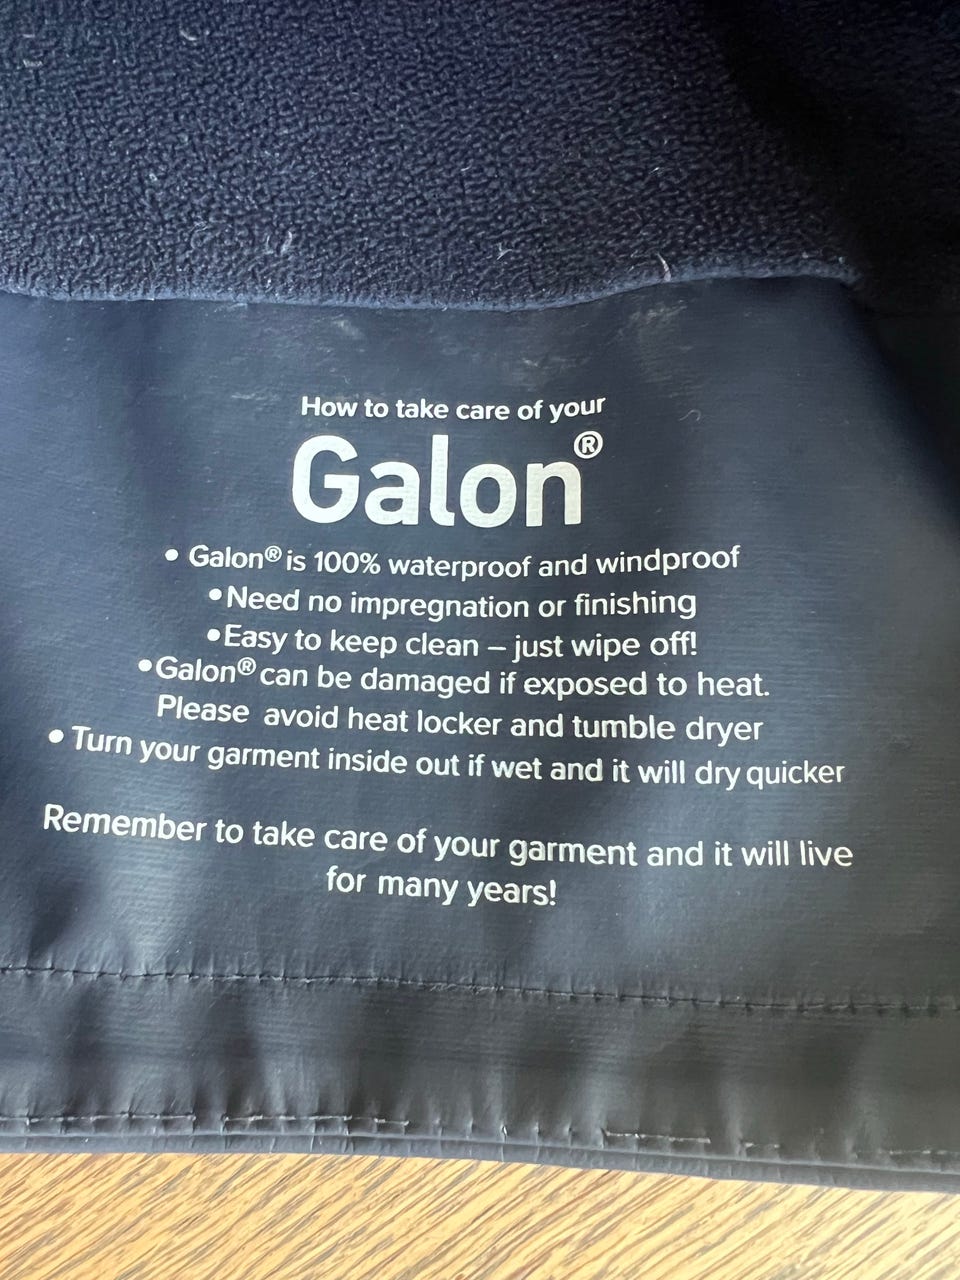 How to take care of your
Galon®
• Galon® is 100% waterproof and windproof
• Need no impregnation or finishing
• Easy to keep clean – just wipe off!
• Galon® can be damaged if exposed to heat.
Please avoid heat locker and tumble dryer
• Turn your garment inside out if wet and it will dry quicker
Remember to take care of your garment and it will live
for many years!